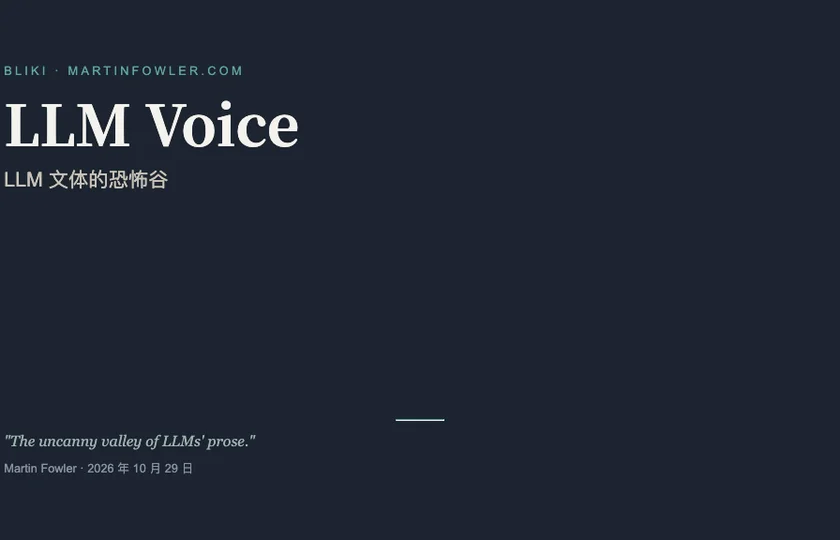 BLIKI · MARTINFOWLER.COM
LLM Voice
LLM 文体的恐怖谷
"The uncanny valley of LLMs' prose."
Martin Fowler · 2026 年 10 月 29 日